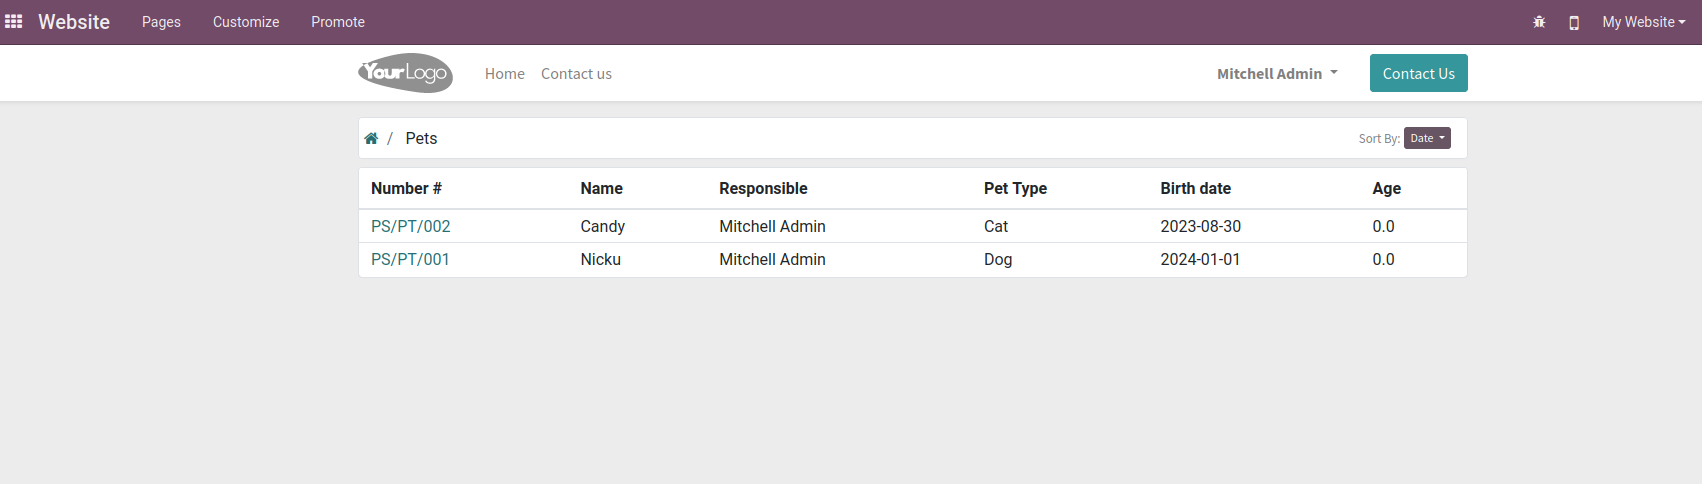 Website Pages Customize Promote My Website
YourLogo Home Contact us Mitchell Admin Contact Us
/ Pets Sort By: Date
Number # Name Responsible Pet Type Birth date Age
PS/PT/002 Candy Mitchell Admin Cat 2023-08-30 0.0
PS/PT/001 Nicku Mitchell Admin Dog 2024-01-01 0.0